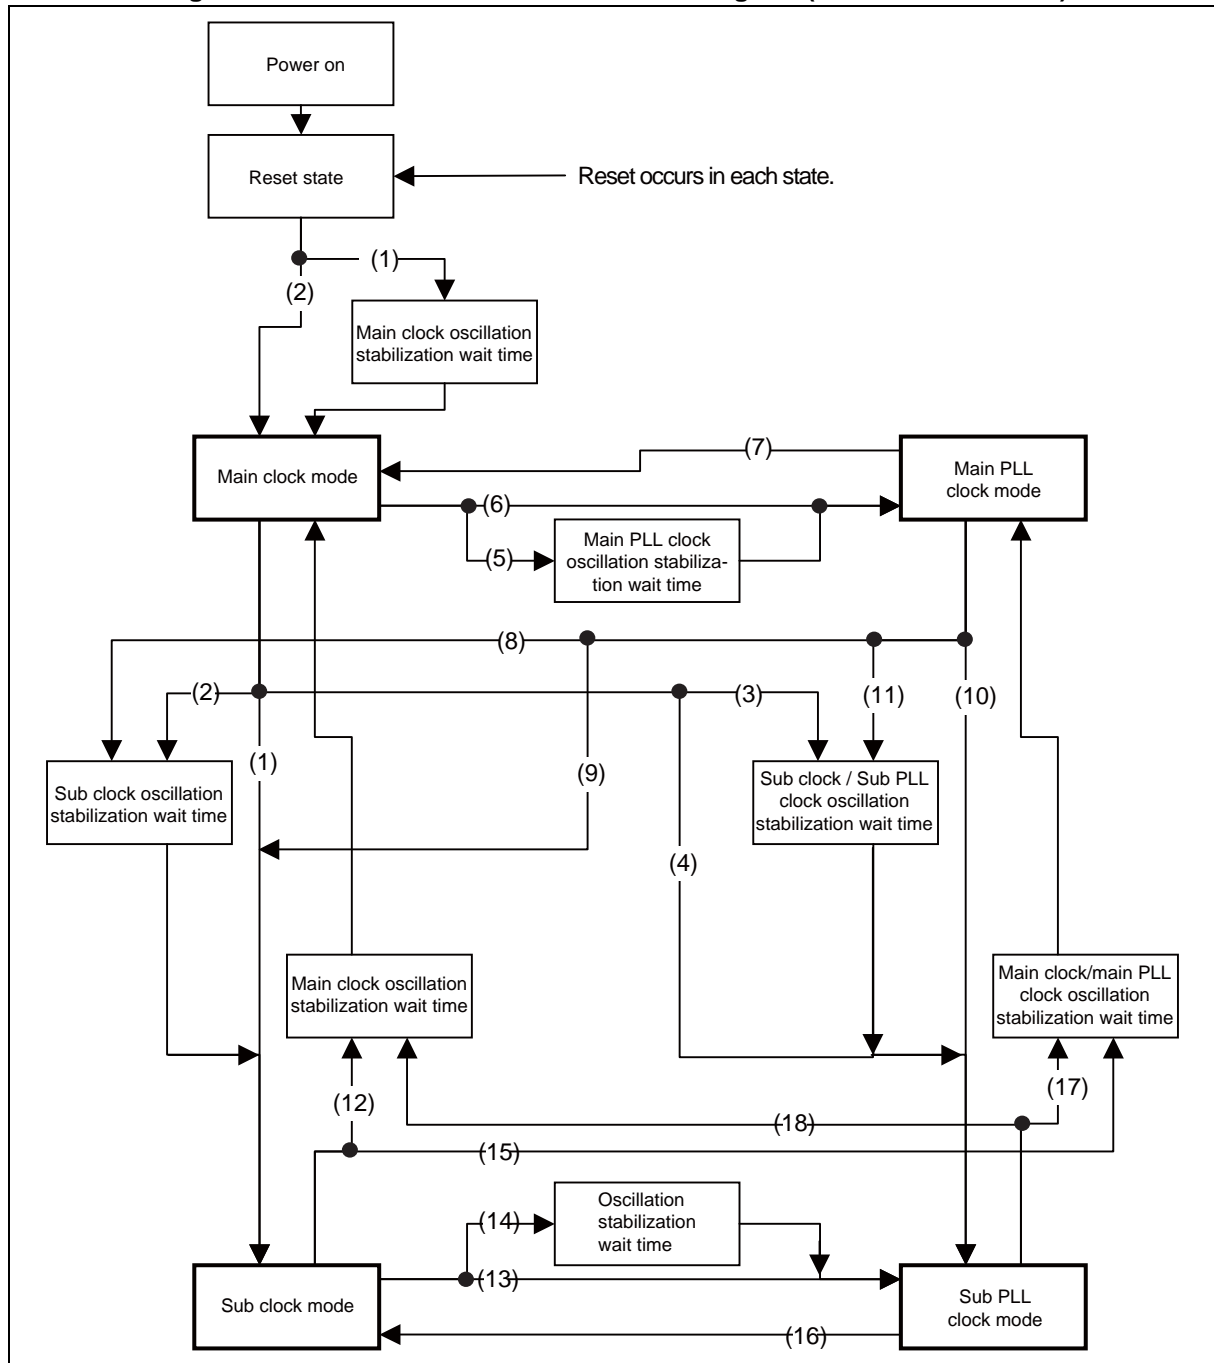 Power on
Reset state
Reset occurs in each state.
(1)
(2)
Main clock oscillation
stabilization wait time
(7)
Main clock mode
Main PLL
clock mode
(6)
Main PLL clock
oscillation stabiliza-
tion wait time
(5)
(8)
(2)
(3)
(11)
(10)
(1)
(9)
Sub clock oscillation
stabilization wait time
Sub clock / Sub PLL
clock oscillation
stabilization wait time
(4)
Main clock oscillation
stabilization wait time
Main clock/main PLL
clock oscillation
stabilization wait time
(12)
(17)
(18)
(15)
Oscillation
stabilization
wait time
(14)
(13)
Sub clock mode
Sub PLL
clock mode
(16)